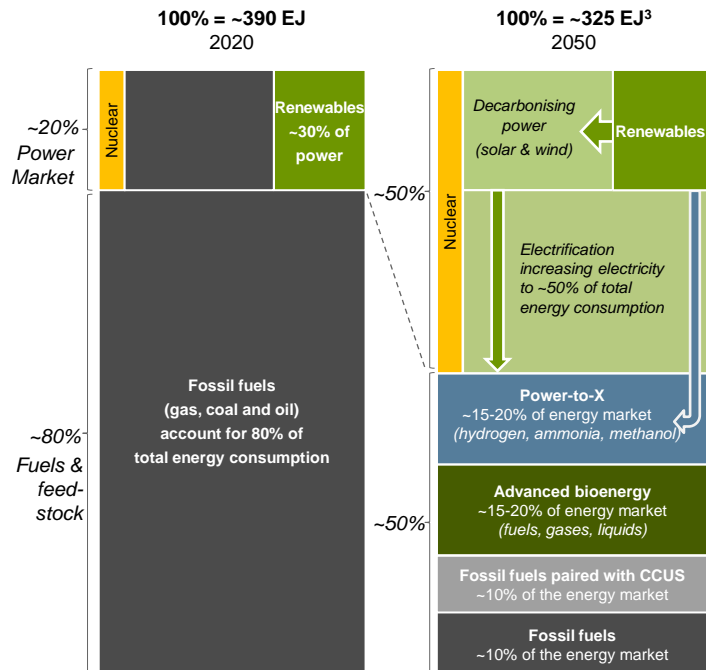 100% = ~390 EJ
2020
100% = ~325 EJ³
2050
~20%
Power
Market
Nuclear
Renewables
~30% of
power
~80%
Fuels &
feed-
stock
Fossil fuels
(gas, coal and oil)
account for 80% of
total energy consumption
~50%
Nuclear
Decarbonising
power
(solar & wind)
Renewables
Electrification
increasing electricity
to ~50% of total
energy consumption
~50%
Power-to-X
~15-20% of energy market
(hydrogen, ammonia, methanol)
Advanced bioenergy
~15-20% of energy market
(fuels, gases, liquids)
Fossil fuels paired with CCUS
~10% of the energy market
Fossil fuels
~10% of the energy market